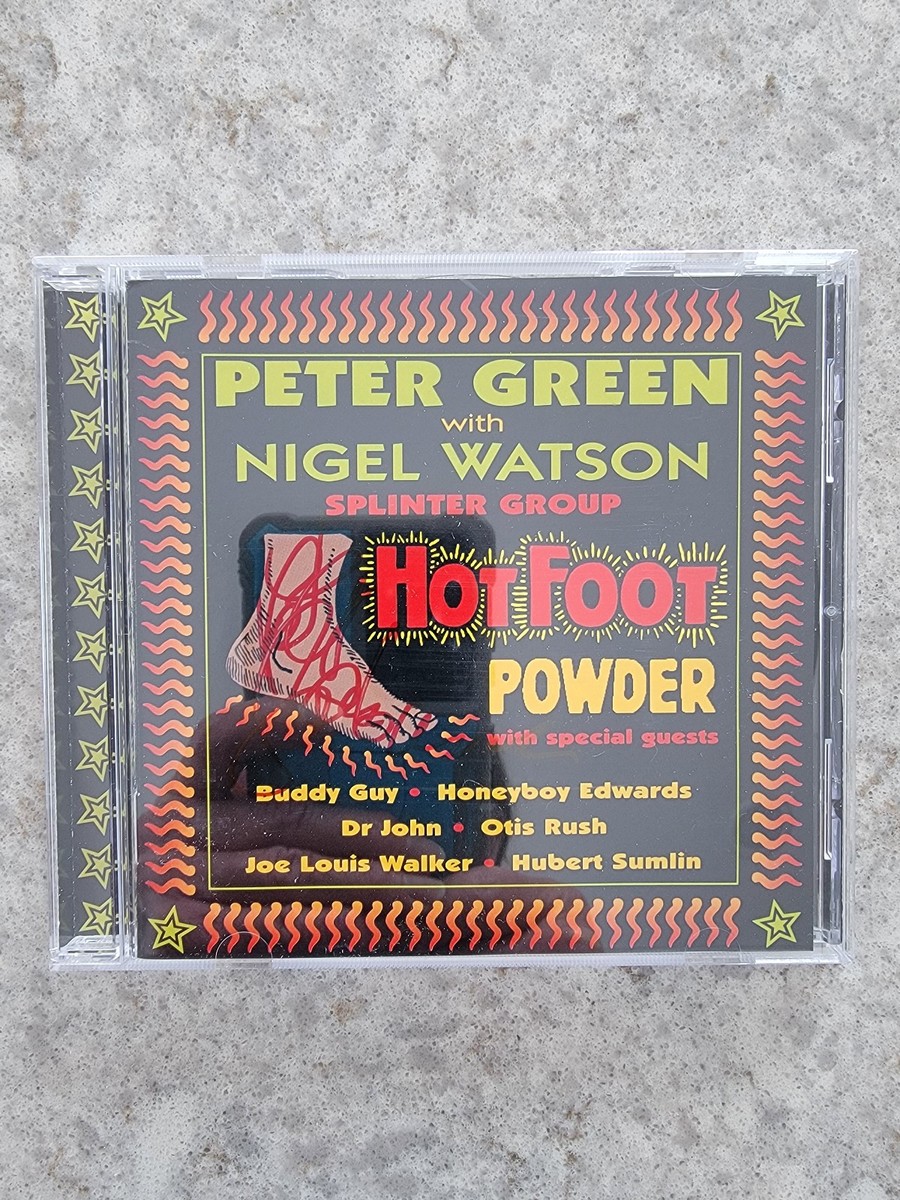 PETER GREEN
with
NIGEL WATSON
SPLINTER GROUP
HOT FOOT
POWDER
with special guests
Buddy Guy • Honeyboy Edwards
Dr John • Otis Rush
Joe Louis Walker • Hubert Sumlin